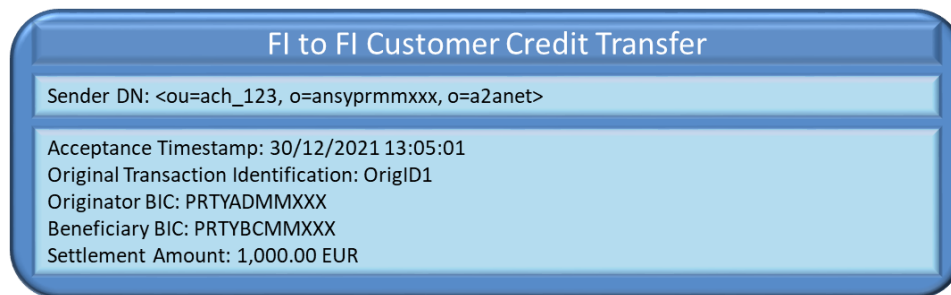 FI to FI Customer Credit Transfer
Sender DN: <ou=ach_123, o=ansyprmmxxx, o=a2anet>
Acceptance Timestamp: 30/12/2021 13:05:01
Original Transaction Identification: OrigID1
Originator BIC: PRTYADMMXXX
Beneficiary BIC: PRTYBCMMXXX
Settlement Amount: 1,000.00 EUR